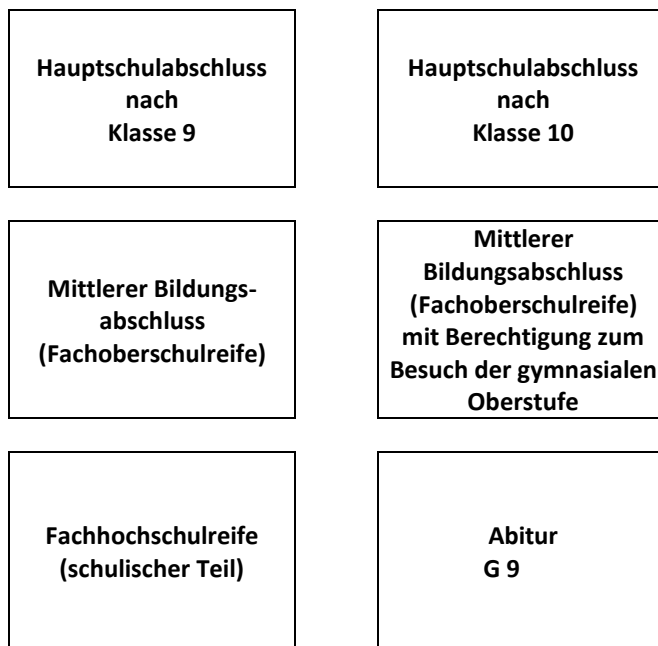 Hauptschulabschluss
nach
Klasse 9
Hauptschulabschluss
nach
Klasse 10
Mittlerer Bildungs-
abschluss
(Fachoberschulreife)
Mittlerer
Bildungsabschluss
(Fachoberschulreife)
mit Berechtigung zum
Besuch der gymnasialen
Oberstufe
Fachhochschulreife
(schulischer Teil)
Abitur
G 9